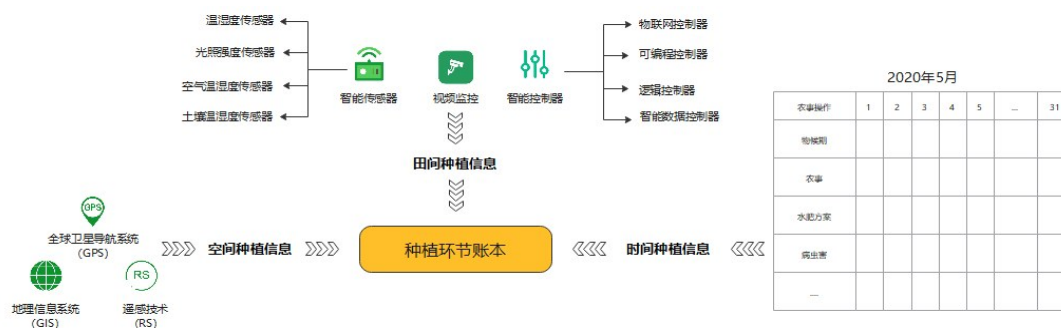 温湿度传感器
光照强度传感器
空气温湿度传感器
土壤温湿度传感器
智能传感器
视频监控
智能控制器
物联网控制器
可编程控制器
逻辑控制器
智能数据控制器
田间种植信息
GPS
全球卫星导航系统
(GPS)
地理信息系统
(GIS)
RS
遥感技术
(RS)
空间种植信息
种植环节账本
时间种植信息
2020年5月
农事操作 1 2 3 4 5 ... 31
物候期
农事
水肥方案
病虫害
...